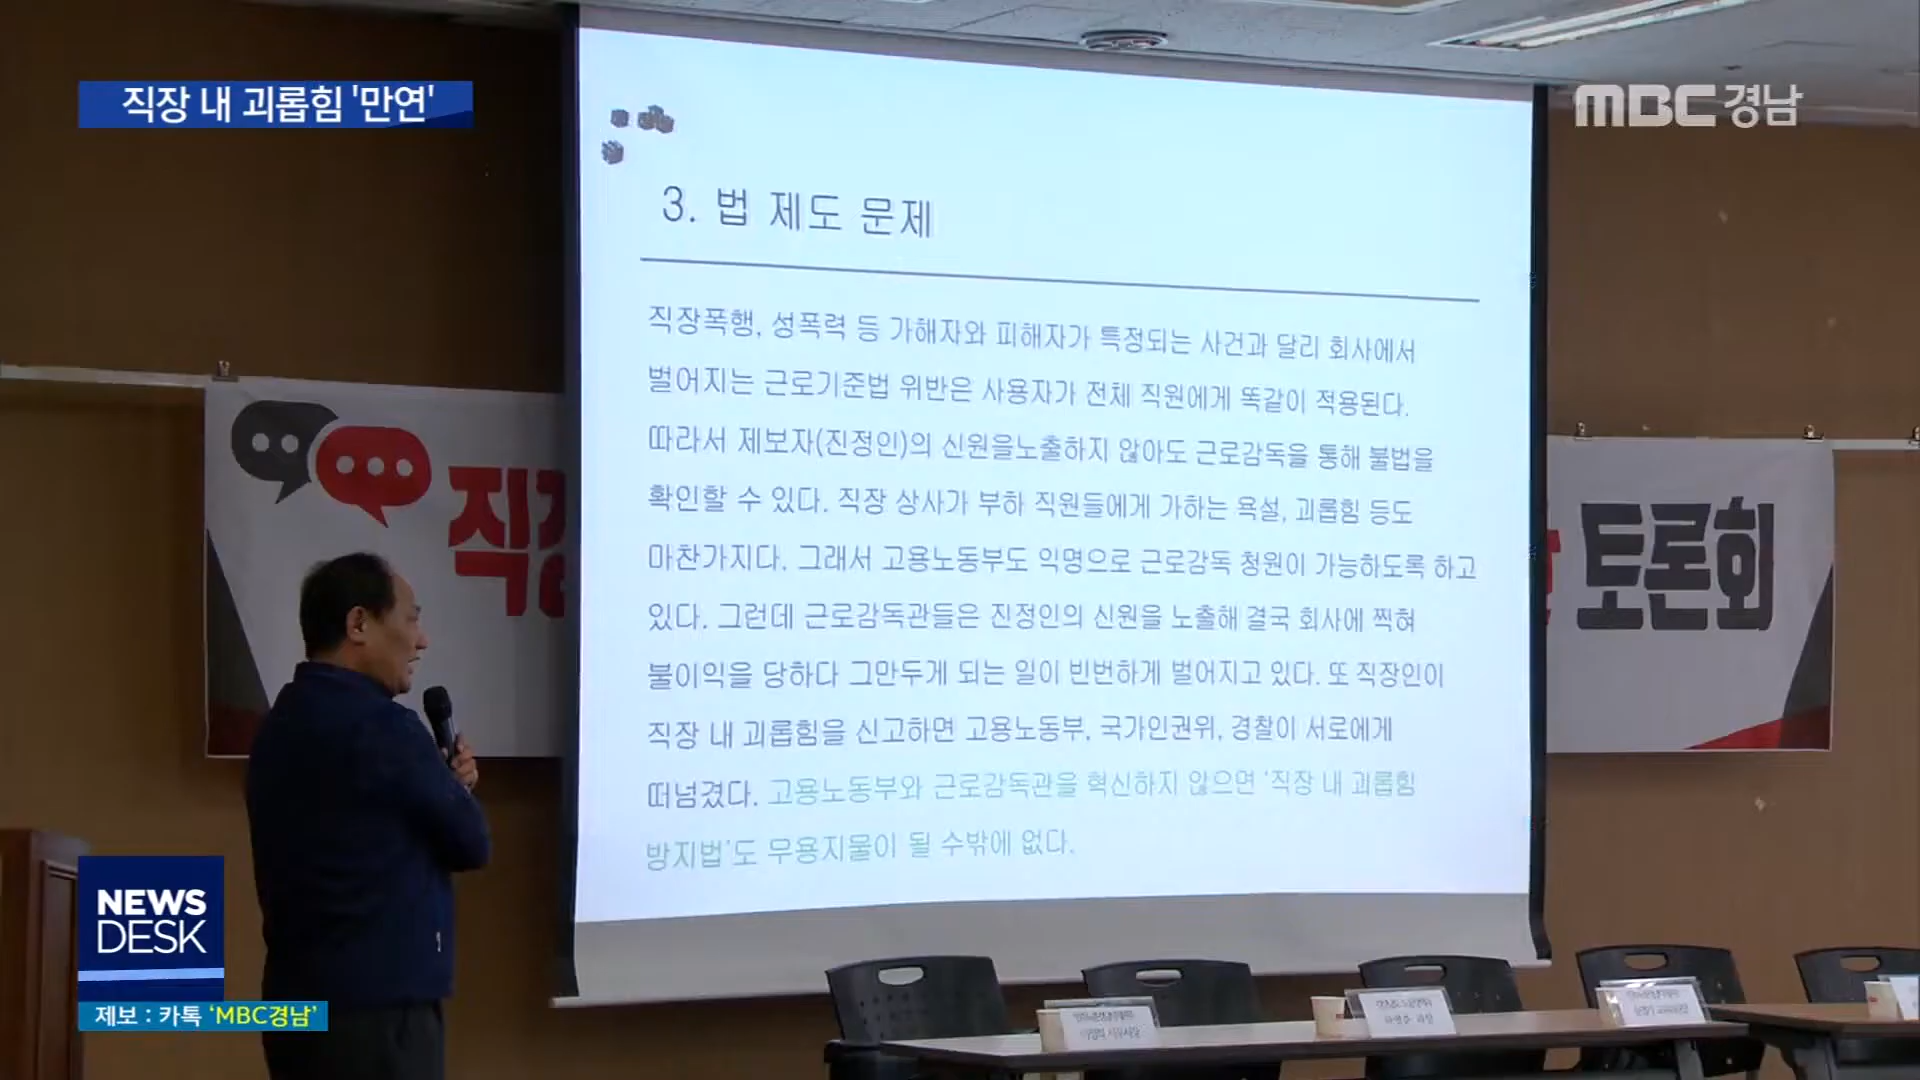 직장 내 괴롭힘 '만연'
MBC경남
3. 법 제도 문제
직장폭행, 성폭력 등 가해자와 피해자가 특정되는 사건과 달리 회사에서
벌어지는 근로기준법 위반은 사용자가 전체 직원에게 똑같이 적용된다.
따라서 제보자(진정인)의 신원을노출하지 않아도 근로감독을 통해 불법을
확인할 수 있다. 직장 상사가 부하 직원들에게 가하는 욕설, 괴롭힘 등도
마찬가지다. 그래서 고용노동부도 익명으로 근로감독 청원이 가능하도록 하고
있다. 그런데 근로감독관들은 진정인의 신원을 노출해 결국 회사에 찍혀
불이익을 당하다 그만두게 되는 일이 빈번하게 벌어지고 있다. 또 직장인이
직장 내 괴롭힘을 신고하면 고용노동부, 국가인권위, 경찰이 서로에게
떠넘겼다. 고용노동부와 근로감독관을 혁신하지 않으면 '직장 내 괴롭힘
방지법'도 무용지물이 될 수밖에 없다.
직장
토론회
NEWS
DESK
제보 : 카톡 'MBC경남'